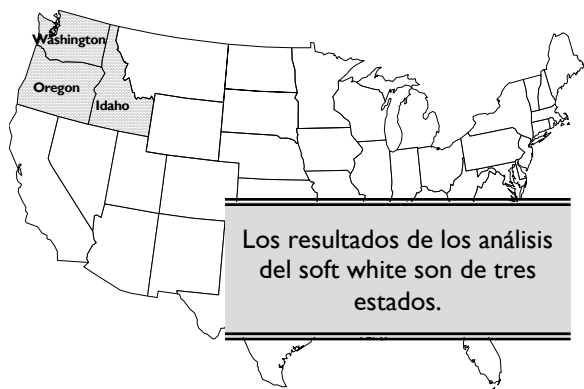 Washington
Oregon
Idaho
Los resultados de los análisis
del soft white son de tres
estados.